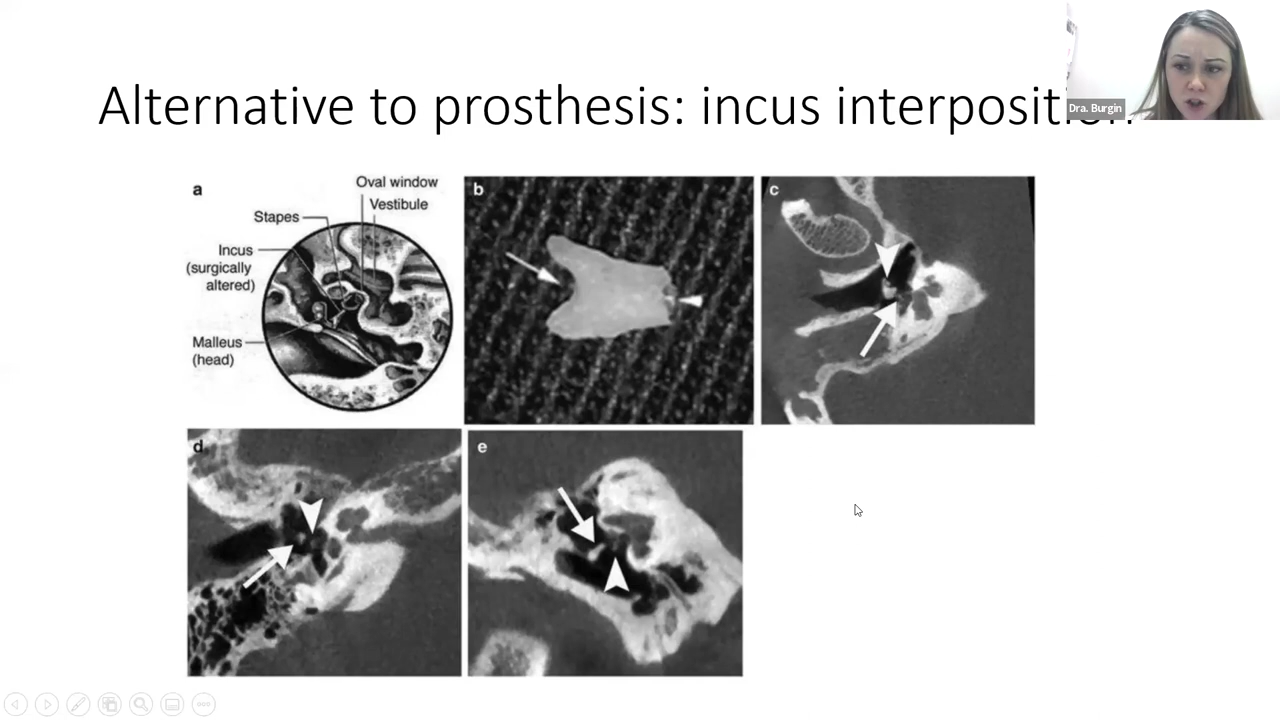 Alternative to prosthesis: incus interposition
Dra. Burgin
a
Oval window
Vestibule
Stapes
Incus
(surgically
altered)
Malleus
(head)
b
c
d
e